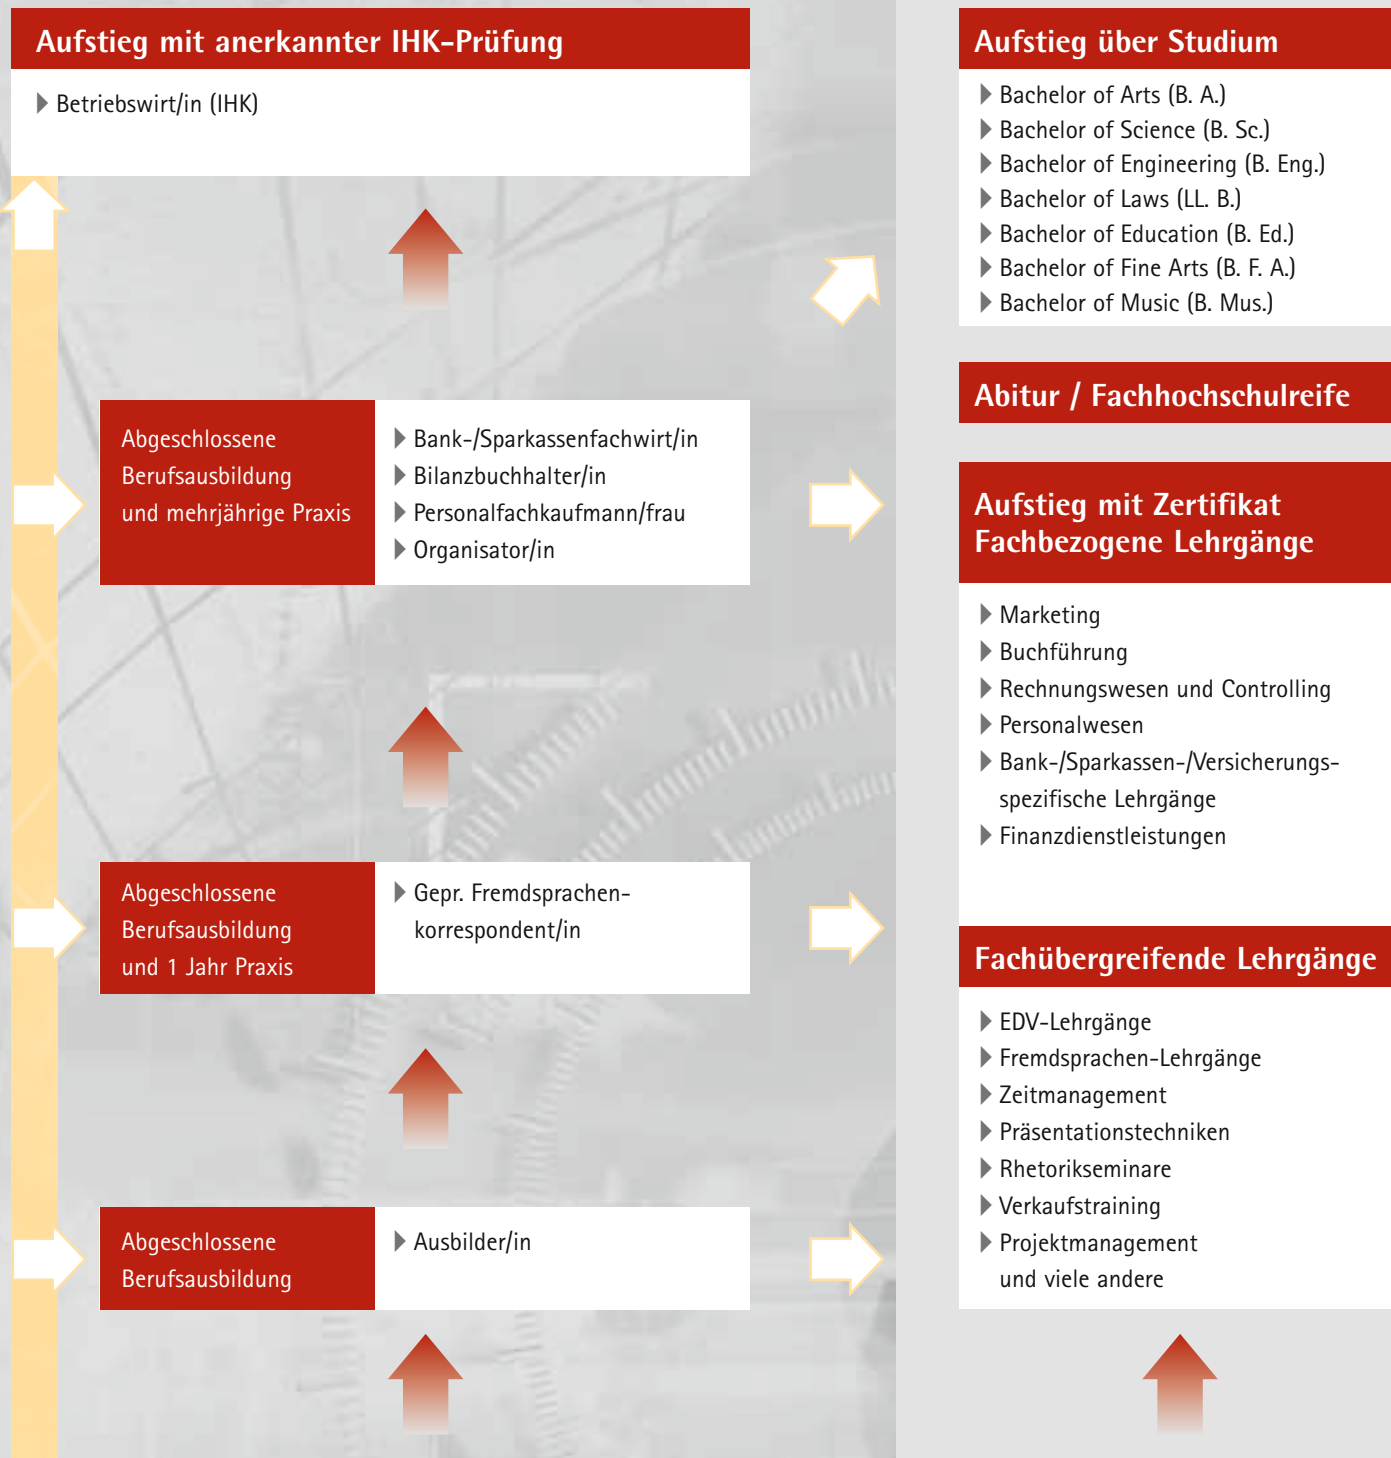 Aufstieg mit anerkannter IHK-Prüfung
Betriebswirt/in (IHK)
Abgeschlossene
Berufsausbildung
und mehrjährige Praxis
Bank-/Sparkassenfachwirt/in
Bilanzbuchhalter/in
Personalfachkaufmann/frau
Organisator/in
Abgeschlossene
Berufsausbildung
und 1 Jahr Praxis
Gepr. Fremdsprachen-
korrespondent/in
Abgeschlossene
Berufsausbildung
Ausbilder/in
Aufstieg über Studium
Bachelor of Arts (B. A.)
Bachelor of Science (B. Sc.)
Bachelor of Engineering (B. Eng.)
Bachelor of Laws (LL. B.)
Bachelor of Education (B. Ed.)
Bachelor of Fine Arts (B. F. A.)
Bachelor of Music (B. Mus.)
Abitur / Fachhochschulreife
Aufstieg mit Zertifikat
Fachbezogene Lehrgänge
Marketing
Buchführung
Rechnungswesen und Controlling
Personalwesen
Bank-/Sparkassen-/Versicherungs-
spezifische Lehrgänge
Finanzdienstleistungen
Fachübergreifende Lehrgänge
EDV-Lehrgänge
Fremdsprachen-Lehrgänge
Zeitmanagement
Präsentationstechniken
Rhetorikseminare
Verkaufstraining
Projektmanagement
und viele andere